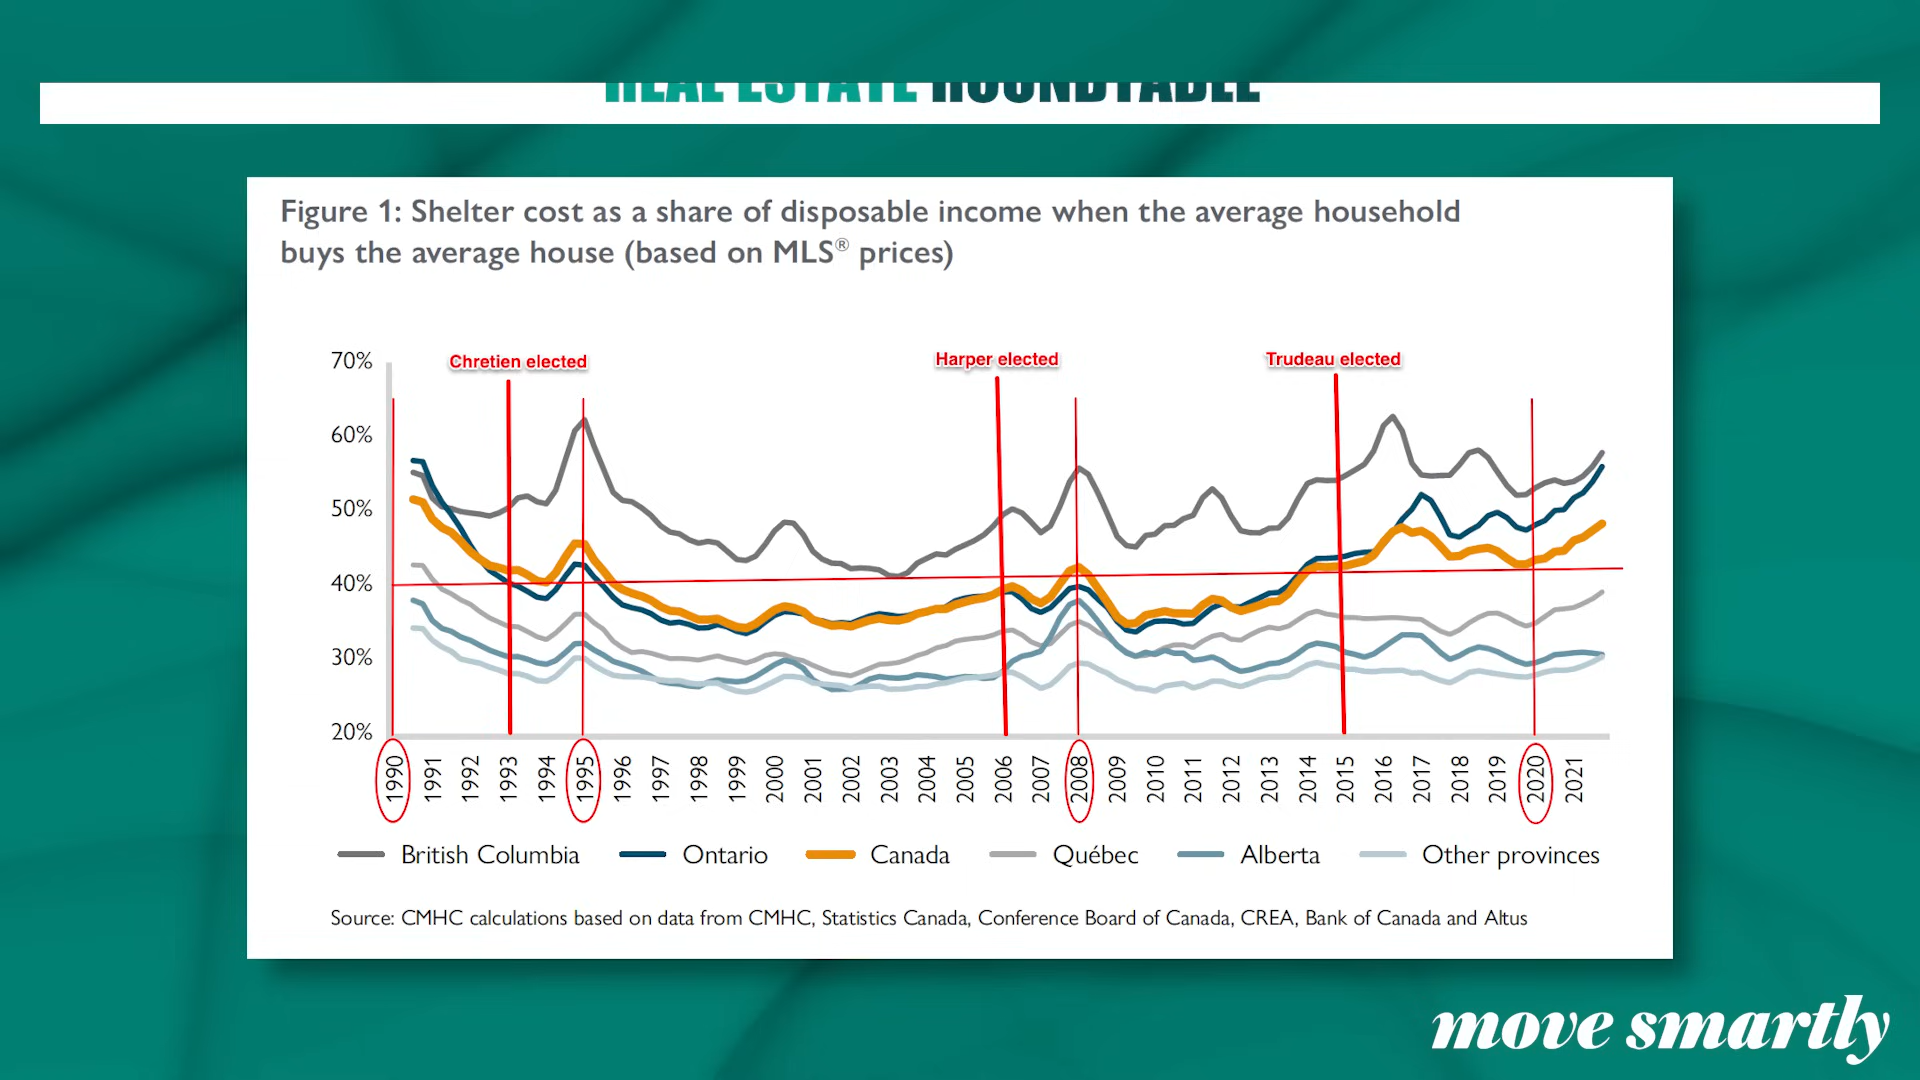 REAL ESTATE ROUNDTABLE
Figure 1: Shelter cost as a share of disposable income when the average household
buys the average house (based on MLS® prices)
Chretien elected
Harper elected
Trudeau elected
70%
60%
50%
40%
30%
20%
1990 1991 1992 1993 1994 1995 1996 1997 1998 1999 2000 2001 2002 2003 2004 2005 2006 2007 2008 2009 2010 2011 2012 2013 2014 2015 2016 2017 2018 2019 2020 2021
British Columbia Ontario Canada Québec Alberta Other provinces
Source: CMHC calculations based on data from CMHC, Statistics Canada, Conference Board of Canada, CREA, Bank of Canada and Altus
move smartly